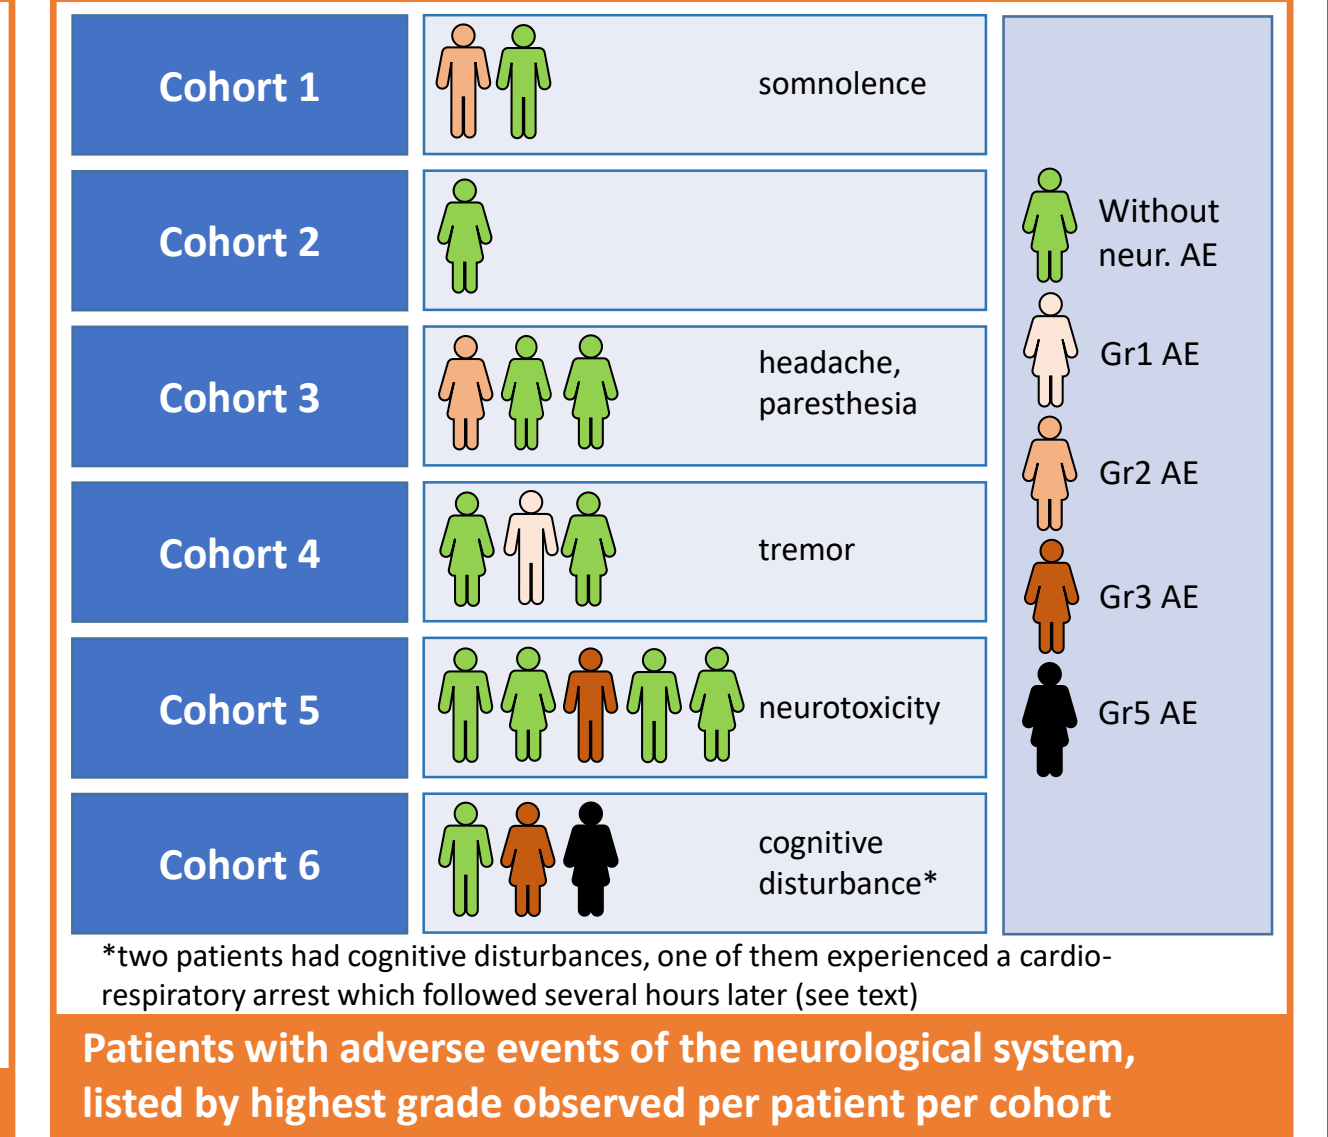 Cohort 1
somnolence
Cohort 2
Cohort 3
headache,
paresthesia
Cohort 4
tremor
Cohort 5
neurotoxicity
Cohort 6
cognitive
disturbance*
Without
neur. AE
Gr1 AE
Gr2 AE
Gr3 AE
Gr5 AE
*two patients had cognitive disturbances, one of them experienced a cardio-
respiratory arrest which followed several hours later (see text)
Patients with adverse events of the neurological system,
listed by highest grade observed per patient per cohort